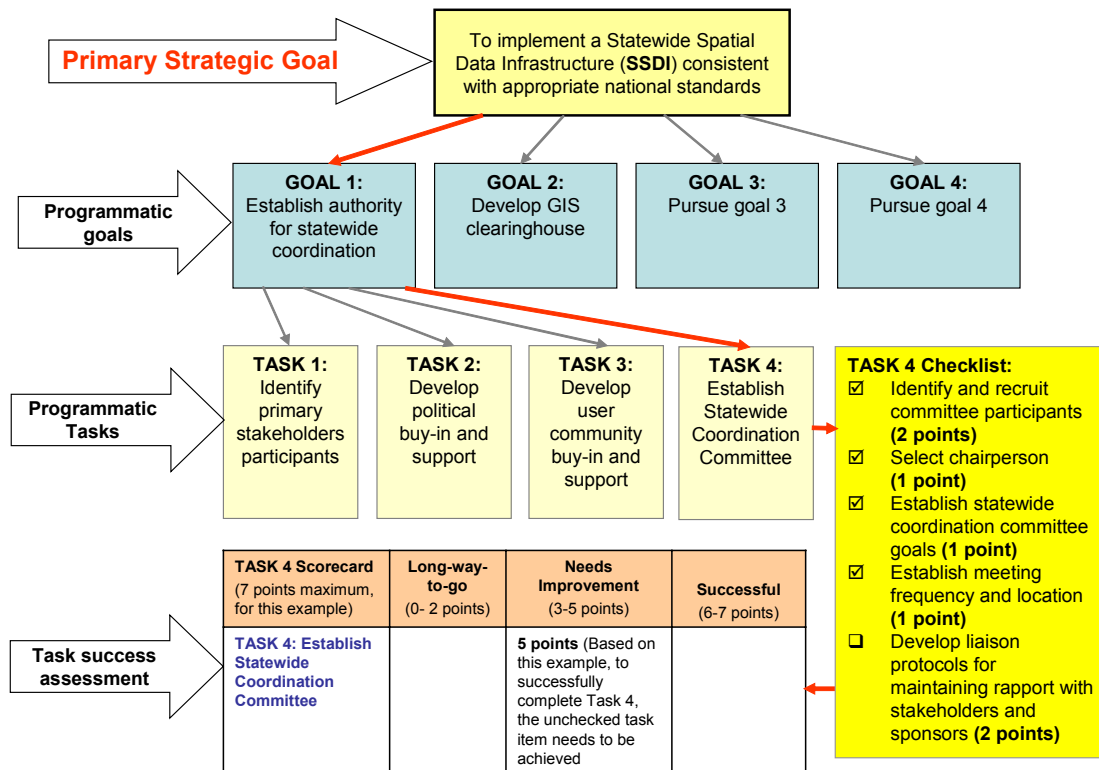 Primary Strategic Goal
To implement a Statewide Spatial
Data Infrastructure (SSDI) consistent
with appropriate national standards
Programmatic
goals
GOAL 1:
Establish authority
for statewide
coordination
GOAL 2:
Develop GIS
clearinghouse
GOAL 3:
Pursue goal 3
GOAL 4:
Pursue goal 4
Programmatic
Tasks
TASK 1:
Identify
primary
stakeholders
participants
TASK 2:
Develop
political
buy-in and
support
TASK 3:
Develop
user
community
buy-in and
support
TASK 4:
Establish
Statewide
Coordination
Committee
TASK 4 Checklist:
☑ Identify and recruit
committee participants
(2 points)
☑ Select chairperson
(1 point)
☑ Establish statewide
coordination committee
goals (1 point)
☑ Establish meeting
frequency and location
(1 point)
❑ Develop liaison
protocols for
maintaining rapport with
stakeholders and
sponsors (2 points)
Task success
assessment
TASK 4 Scorecard
(7 points maximum,
for this example)
Long-way-
to-go
(0- 2 points)
Needs
Improvement
(3-5 points)
Successful
(6-7 points)
TASK 4: Establish
Statewide
Coordination
Committee
5 points (Based on
this example, to
successfully
complete Task 4,
the unchecked task
item needs to be
achieved